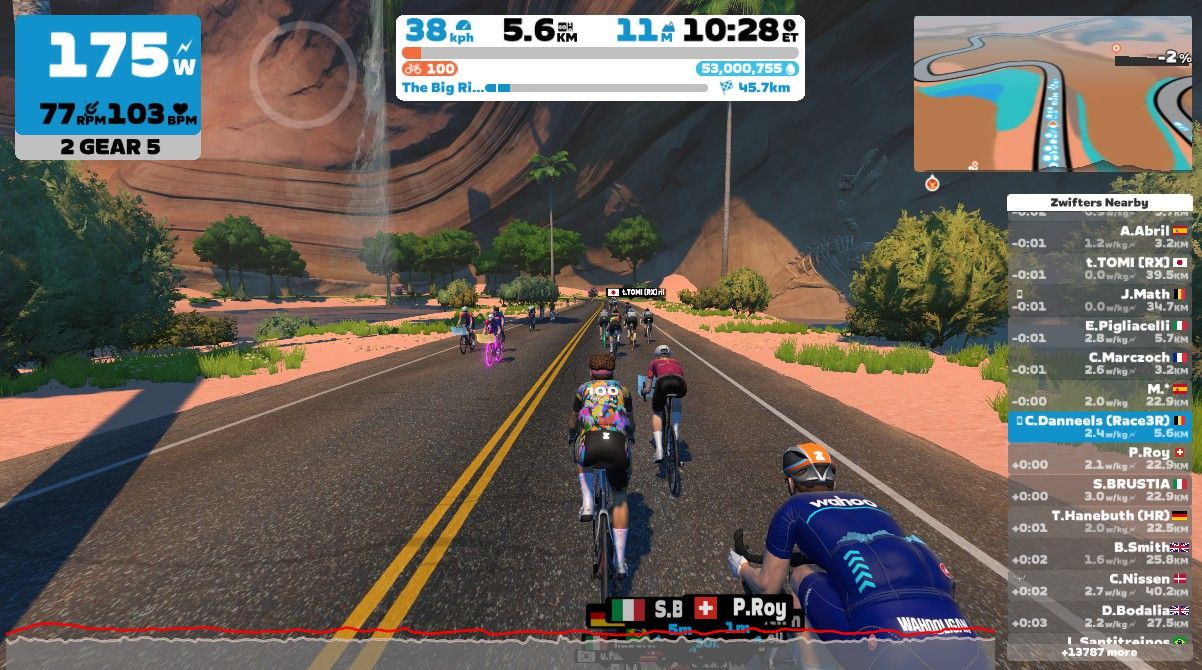 175W
77 RPM 103 BPM
2 GEAR 5
38 kph 5.6 KM 11 M 10:28 ET
100 53,000,755
The Big Ri... 45.7km
-2%
Zwifters Nearby
A.Abril
-0:01 1.2w/kg 3.2KM
t.TOMI [RX]
-0:01 0.0w/kg 39.5KM
J.Math
-0:01 0.0w/kg 34.7KM
E.Pigliacelli
-0:01 2.8w/kg 5.7KM
C.Marczoch
-0:01 2.6w/kg 3.2KM
M.*
-0:00 2.0w/kg 22.9KM
C.Danneels (Race3R)
2.4w/kg 5.6KM
P.Roy
+0:00 2.1w/kg 22.9KM
S.BRUSTIA
+0:00 3.0w/kg 22.9KM
T.Hanebuth (HR)
+0:01 2.0w/kg 22.5KM
B.Smith
+0:02 1.6w/kg 25.8KM
C.Nissen
+0:02 2.7w/kg 40.2KM
D.Bodalia
+0:03 2.2w/kg 27.5KM
L.Santitreinos
+13787 more
t.TOMI [RX]
100
wahoo
WAHOOLIGAN
S.B P.Roy
5m 1m